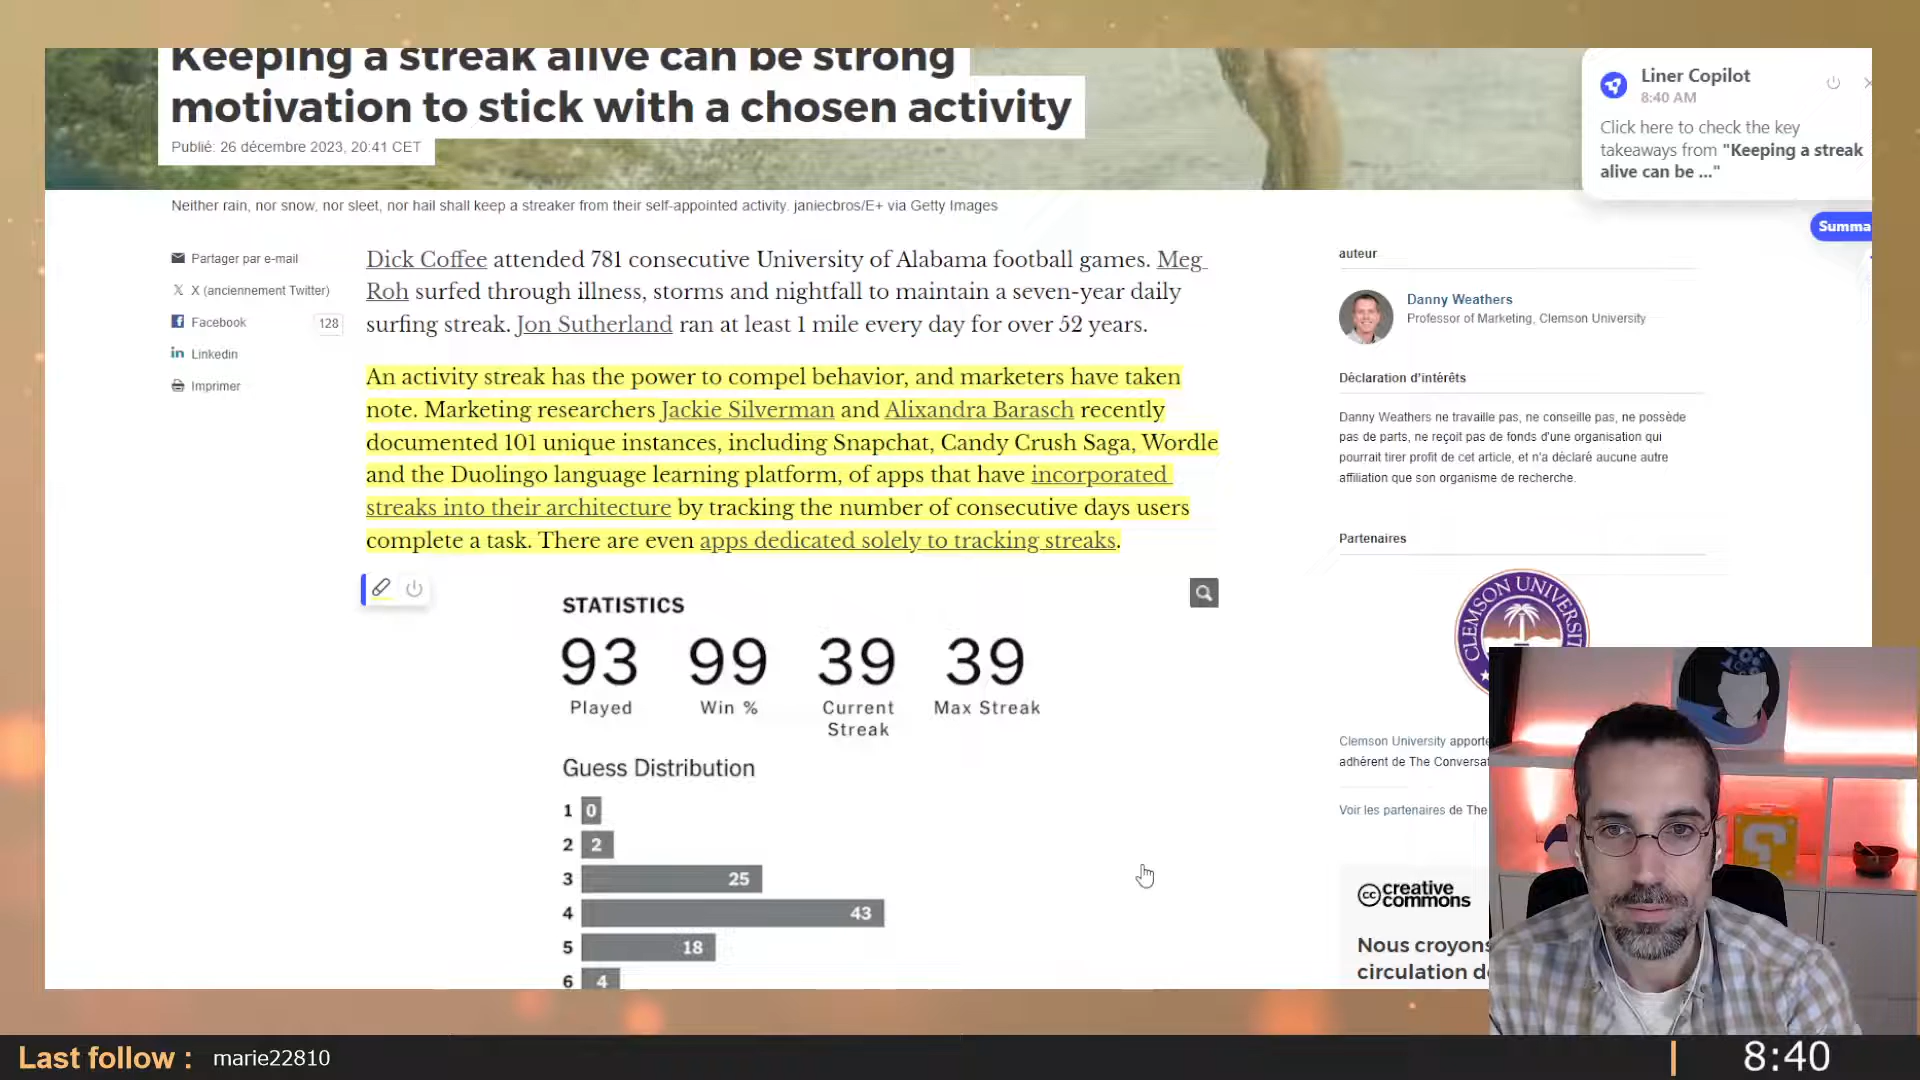 Keeping a streak alive can be strong
motivation to stick with a chosen activity
Publié: 26 décembre 2023, 20:41 CET
Liner Copilot
8:40 AM
Click here to check the key
takeaways from "Keeping a streak
alive can be ..."
Summa
Neither rain, nor snow, nor sleet, nor hail shall keep a streaker from their self-appointed activity. janiecbros/E+ via Getty Images
Partager par e-mail
X (anciennement Twitter)
Facebook 128
Linkedin
Imprimer
Dick Coffee attended 781 consecutive University of Alabama football games. Meg
Roh surfed through illness, storms and nightfall to maintain a seven-year daily
surfing streak. Jon Sutherland ran at least 1 mile every day for over 52 years.
An activity streak has the power to compel behavior, and marketers have taken
note. Marketing researchers Jackie Silverman and Alixandra Barasch recently
documented 101 unique instances, including Snapchat, Candy Crush Saga, Wordle
and the Duolingo language learning platform, of apps that have incorporated
streaks into their architecture by tracking the number of consecutive days users
complete a task. There are even apps dedicated solely to tracking streaks.
STATISTICS
93 99 39 39
Played Win % Current Streak Max Streak
Guess Distribution
1 0
2 2
3 25
4 43
5 18
6 4
auteur
Danny Weathers
Professor of Marketing, Clemson University
Déclaration d'intérêts
Danny Weathers ne travaille pas, ne conseille pas, ne possède
pas de parts, ne reçoit pas de fonds d'une organisation qui
pourrait tirer profit de cet article, et n'a déclaré aucune autre
affiliation que son organisme de recherche.
Partenaires
CLEMSON UNIVERSIT
Clemson University apporte
adhérent de The Conversat
Voir les partenaires de The
cc creative
commons
Nous croyons
circulation d
Last follow : marie22810
8:40